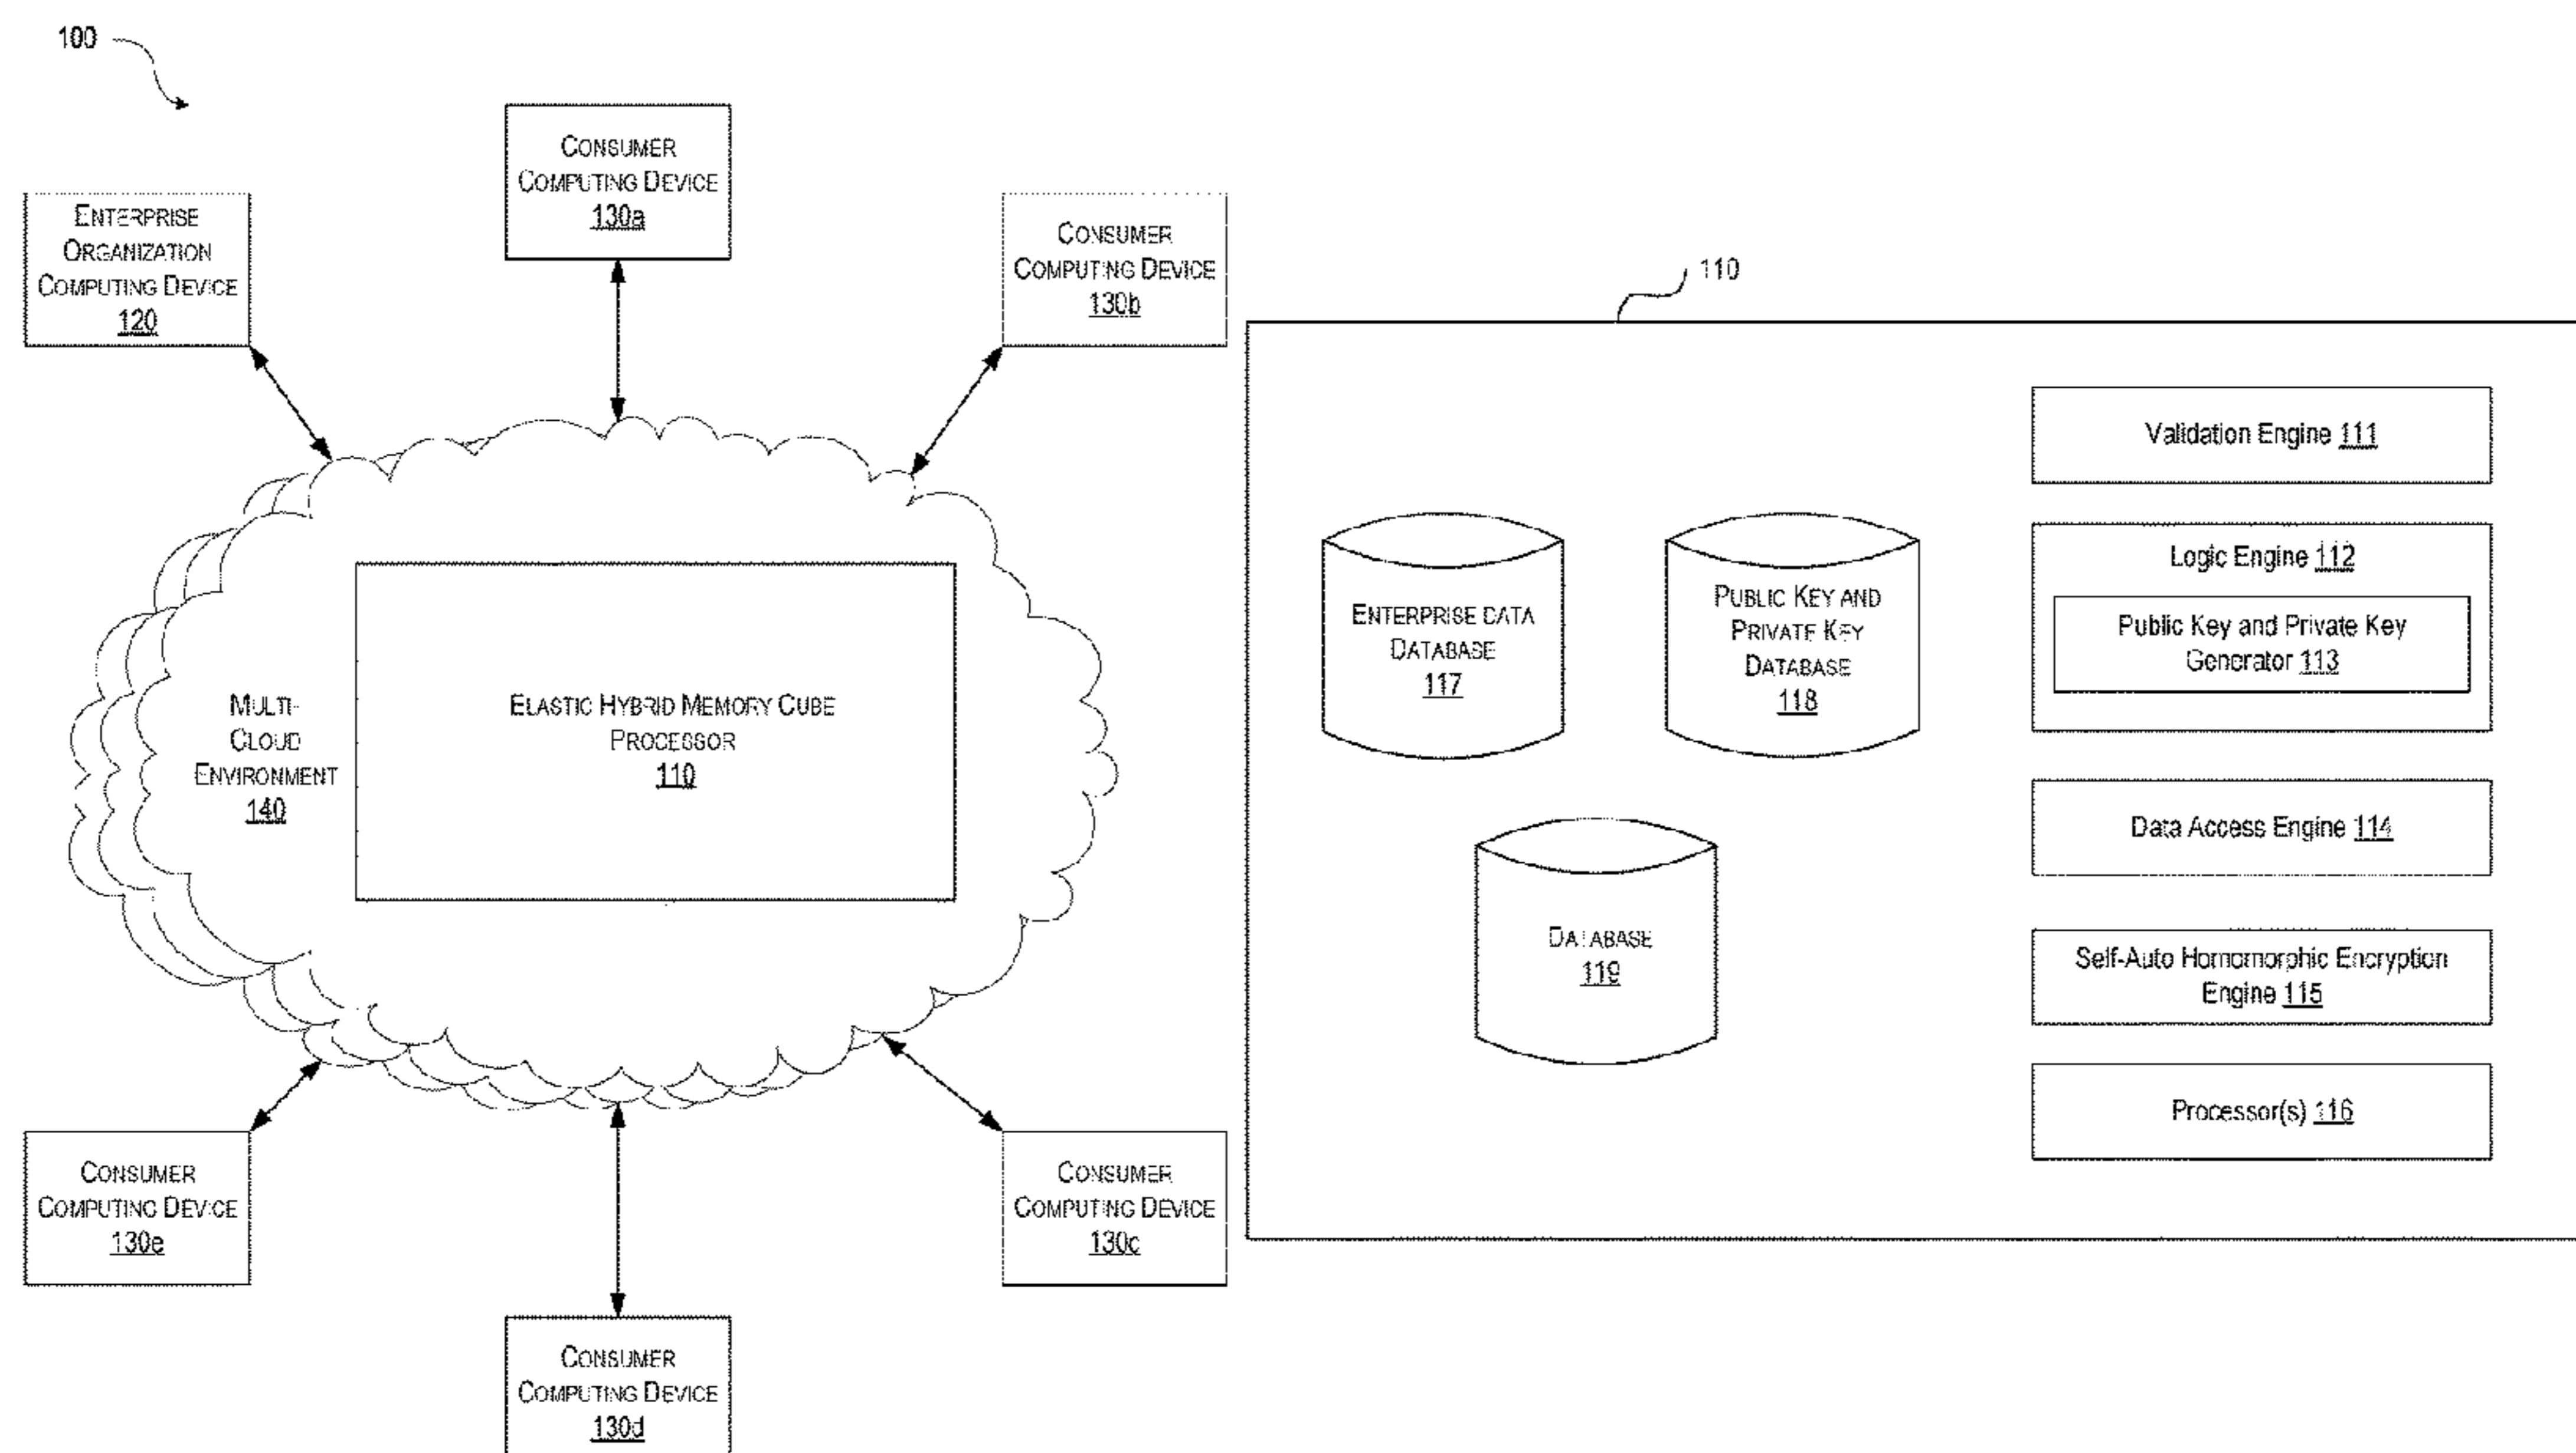 100
CONSUMER
COMPUTING DEVICE
130a
ENTERPRISE
ORGANIZATION
COMPUTING DEVICE
120
CONSUMER
COMPUTING DEVICE
130b
MULTI-
CLOUD
ENVIRONMENT
140
ELASTIC HYBRID MEMORY CUBE
PROCESSOR
110
CONSUMER
COMPUTING DEVICE
130e
CONSUMER
COMPUTING DEVICE
130c
CONSUMER
COMPUTING DEVICE
130d
110
ENTERPRISE DATA
DATABASE
117
PUBLIC KEY AND
PRIVATE KEY
DATABASE
118
DATABASE
119
Validation Engine 111
Logic Engine 112
Public Key and Private Key
Generator 113
Data Access Engine 114
Self-Auto Homomorphic Encryption
Engine 115
Processor(s) 116